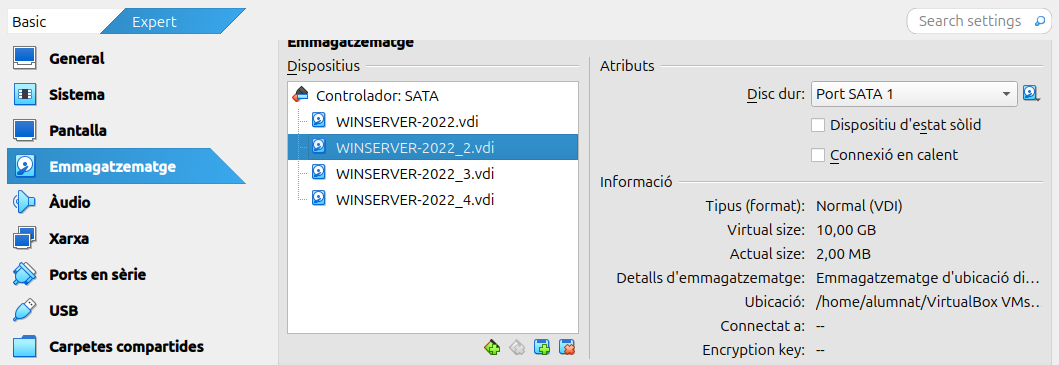 Basic
Expert
Search settings
General
Sistema
Pantalla
Emmagatzematge
Àudio
Xarxa
Ports en sèrie
USB
Carpetes compartides
Emmagatzematge
Dispositius
Controlador: SATA
WINSERVER-2022.vdi
WINSERVER-2022_2.vdi
WINSERVER-2022_3.vdi
WINSERVER-2022_4.vdi
Atributs
Disc dur: Port SATA 1
Dispositiu d'estat sòlid
Connexió en calent
Informació
Tipus (format): Normal (VDI)
Virtual size: 10,00 GB
Actual size: 2,00 MB
Detalls d'emmagatzematge: Emmagatzematge d'ubicació di...
Ubicació: /home/alumnat/VirtualBox VMs...
Connectat a: --
Encryption key: --